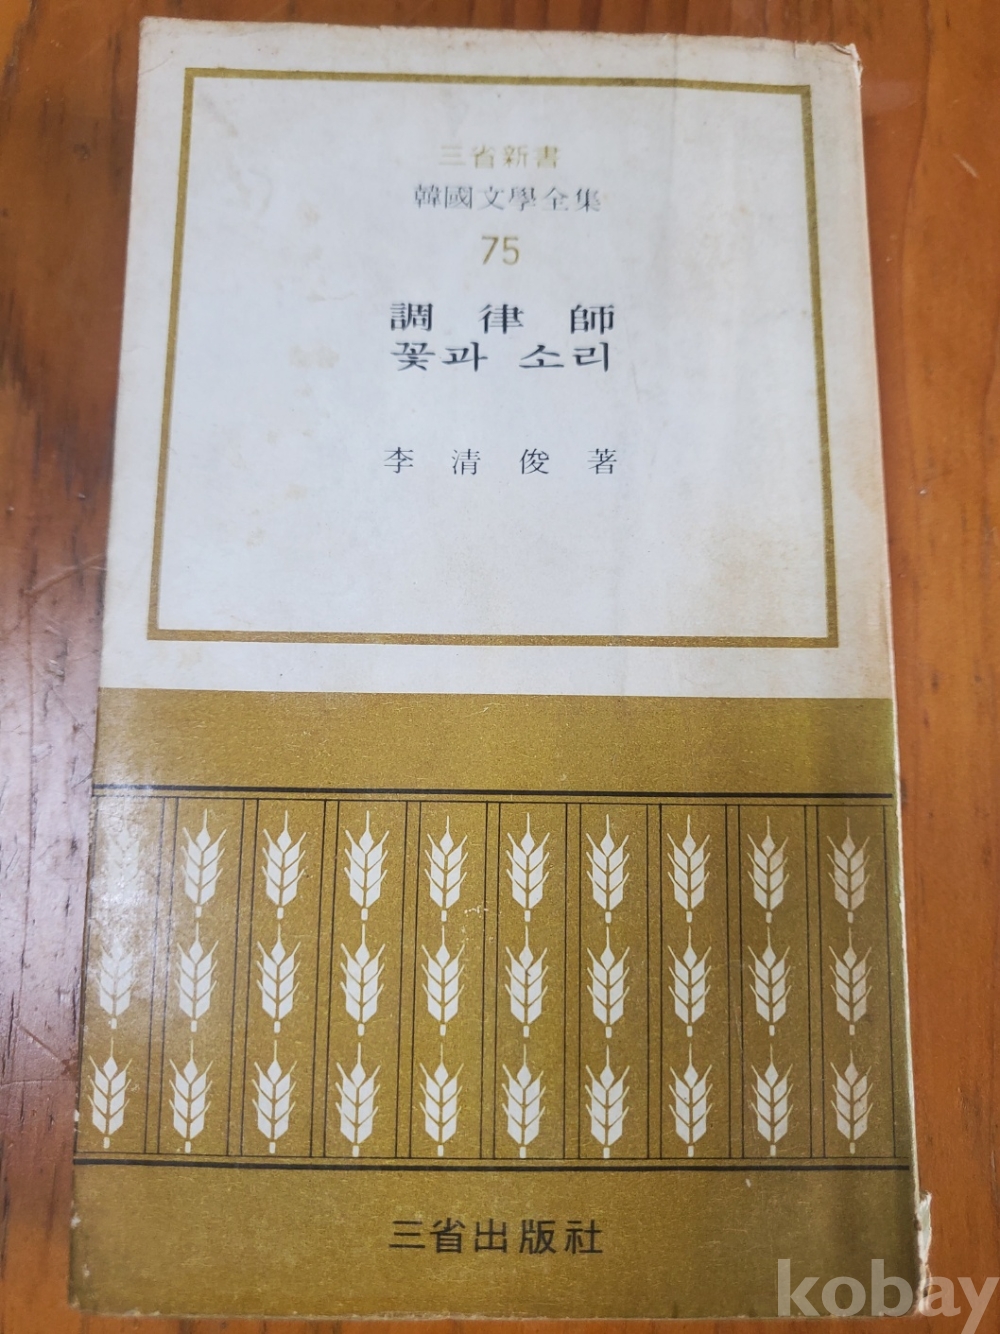 三省新書
韓國文學全集
75
調律師
꽃과 소리
李清俊著
三省出版社
kobay